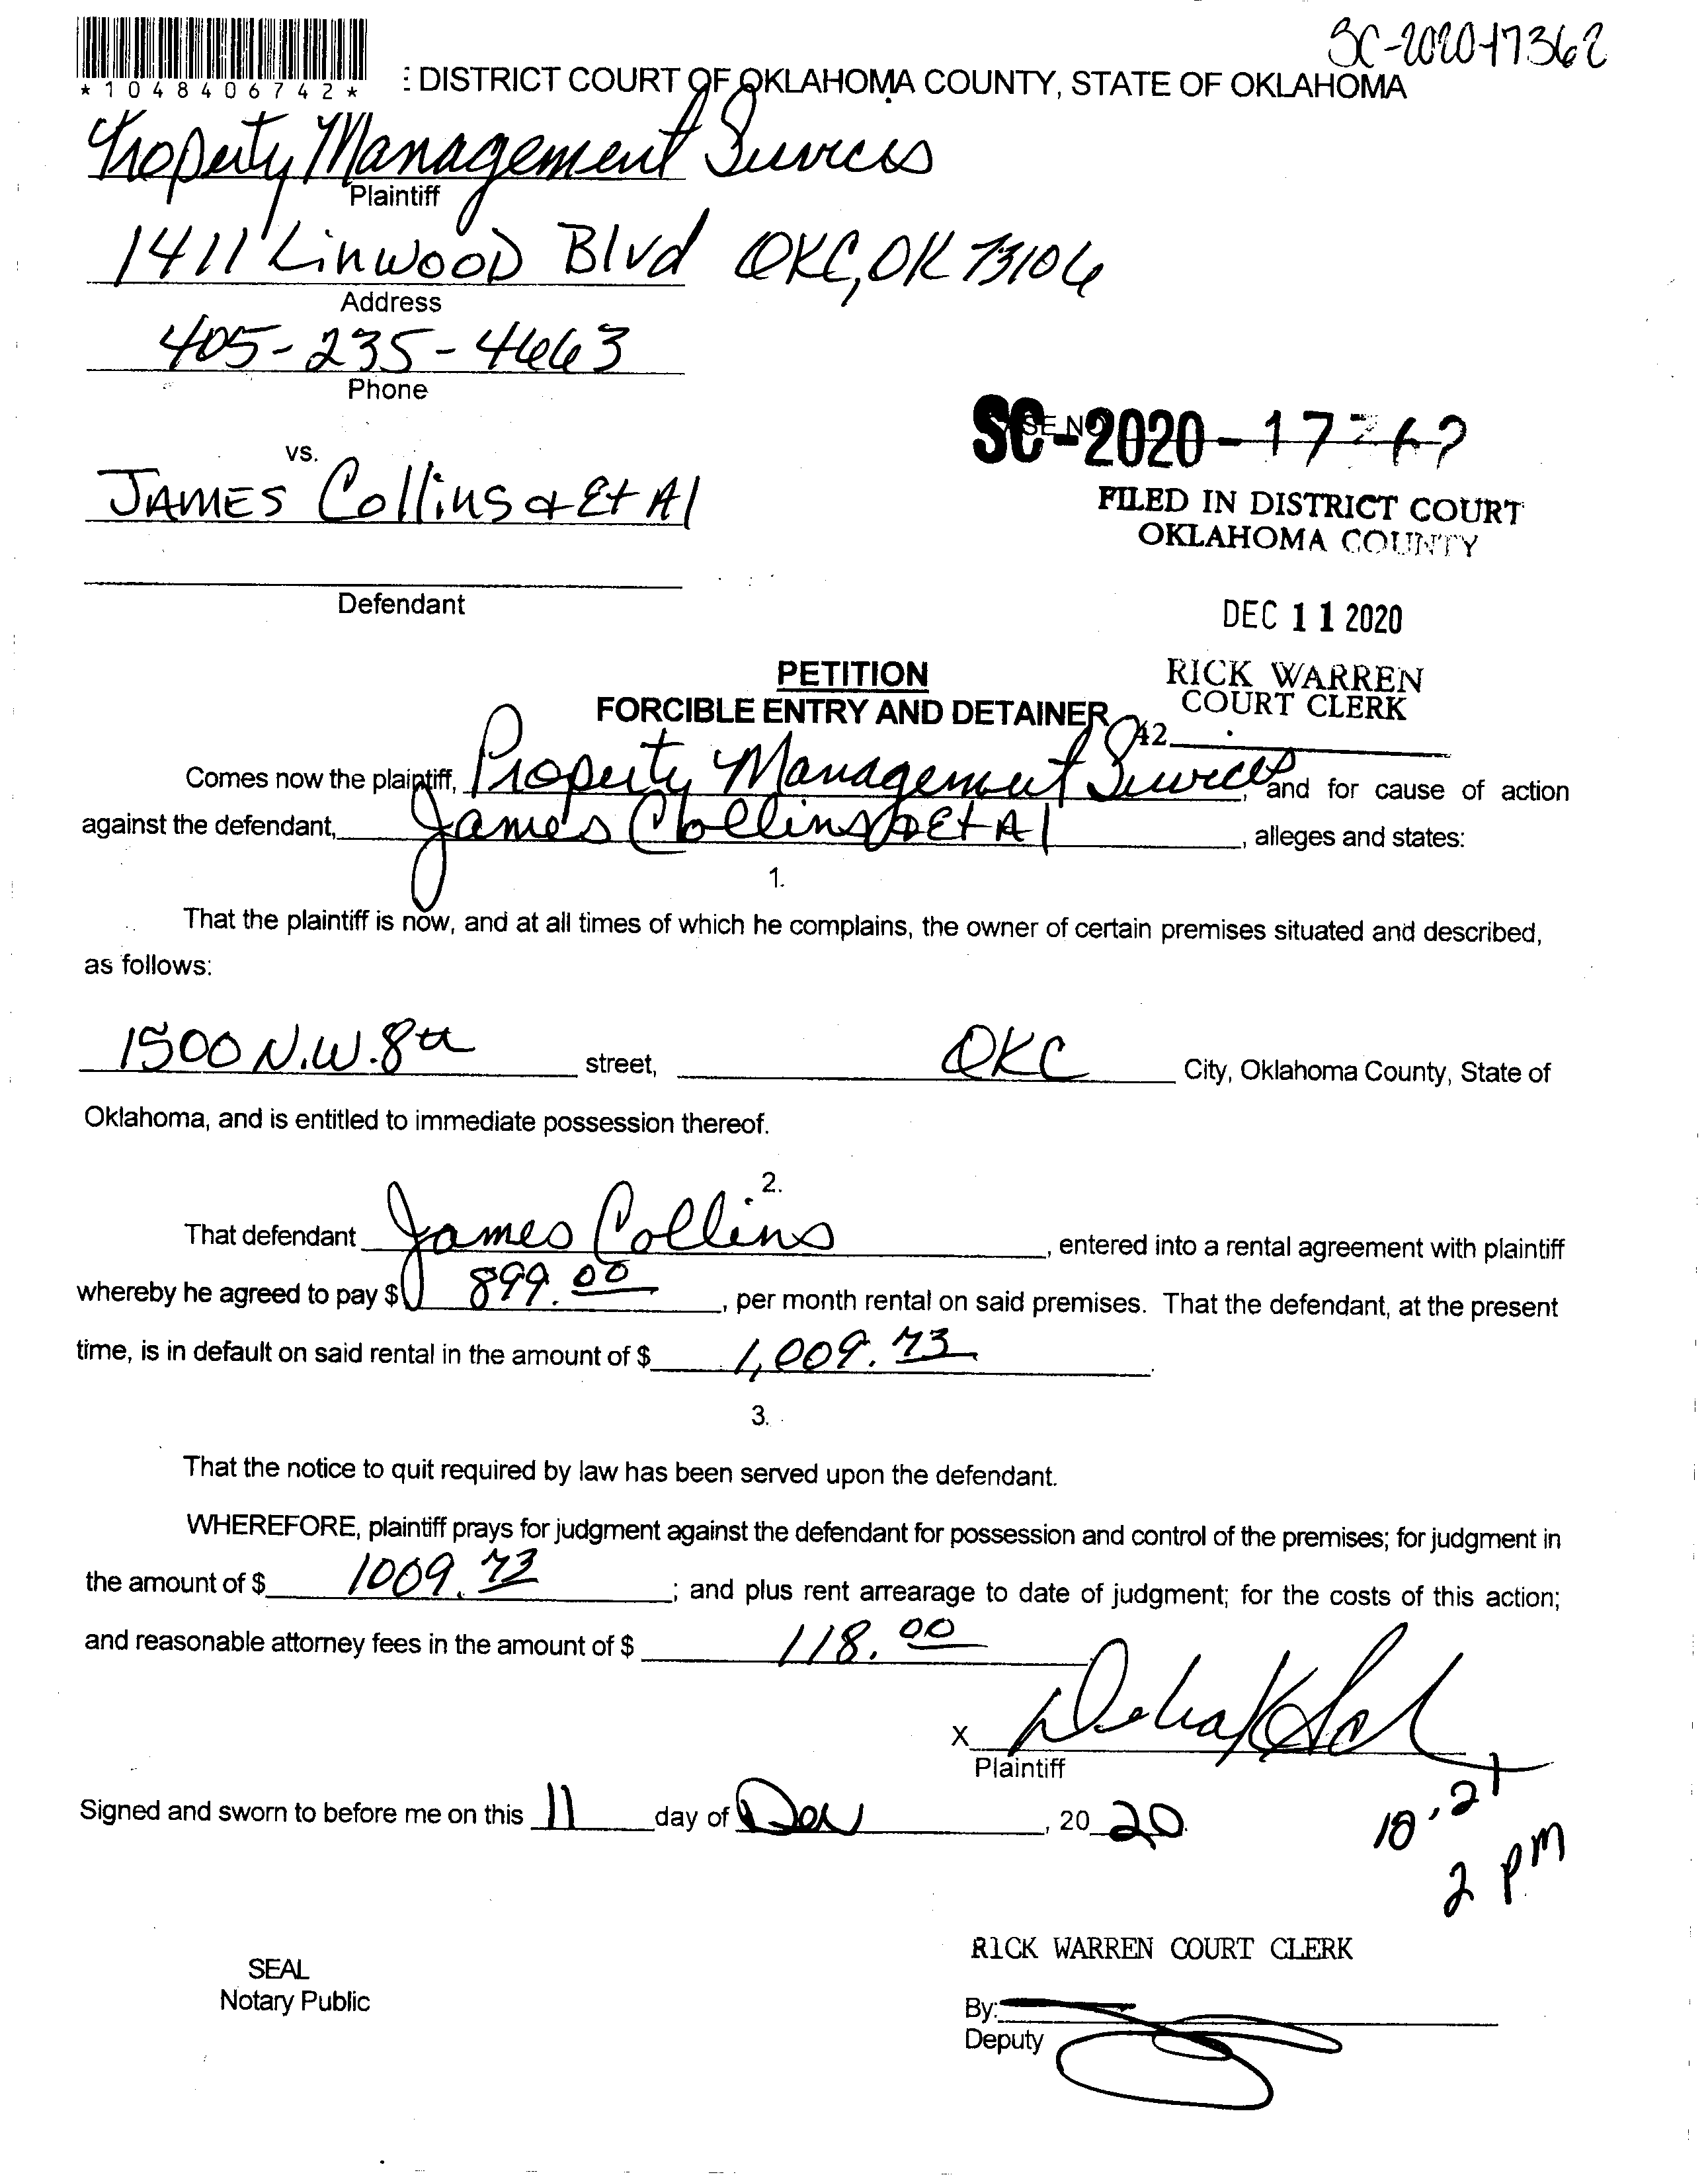 SC-2020-17362
* 1 0 4 8 4 0 6 7 4 2 *
: DISTRICT COURT OF OKLAHOMA COUNTY, STATE OF OKLAHOMA
Property Management Services
Plaintiff
1411 Linwood Blvd OKC, OK 73106
Address
405-235-4663
Phone
SC-2020-17
vs.
James Collins & Et Al
FILED IN DISTRICT COURT
OKLAHOMA COUNTY
Defendant
DEC 11 2020
PETITION
RICK WARREN
COURT CLERK
FORCIBLE ENTRY AND DETAINER
42
Comes now the plaintiff, Property Management Services, and for cause of action
against the defendant, James Collins & Et Al, alleges and states:
1.
That the plaintiff is now, and at all times of which he complains, the owner of certain premises situated and described,
as follows:
1500 N.W. 8th street, OKC City, Oklahoma County, State of
Oklahoma, and is entitled to immediate possession thereof.
2.
That defendant James Collins, entered into a rental agreement with plaintiff
whereby he agreed to pay $ 899.00, per month rental on said premises. That the defendant, at the present
time, is in default on said rental in the amount of $ 1,009.73.
3.
That the notice to quit required by law has been served upon the defendant.
WHEREFORE, plaintiff prays for judgment against the defendant for possession and control of the premises; for judgment in
the amount of $ 1009.73; and plus rent arrearage to date of judgment; for the costs of this action;
and reasonable attorney fees in the amount of $ 118.00
X
Plaintiff
Signed and sworn to before me on this 11 day of , 20 20.
2 pm
RICK WARREN COURT CLERK
SEAL
Notary Public
By:
Deputy